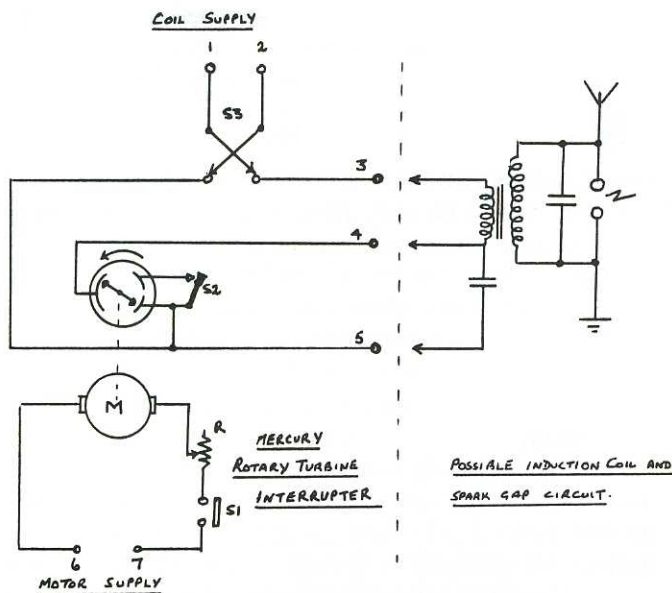 COIL SUPPLY
1 2
S3
3
4
S2
5
M
R
MERCURY
ROTARY TURBINE
INTERRUPTER
S1
6 7
MOTOR SUPPLY
POSSIBLE INDUCTION COIL AND
SPARK GAP CIRCUIT.